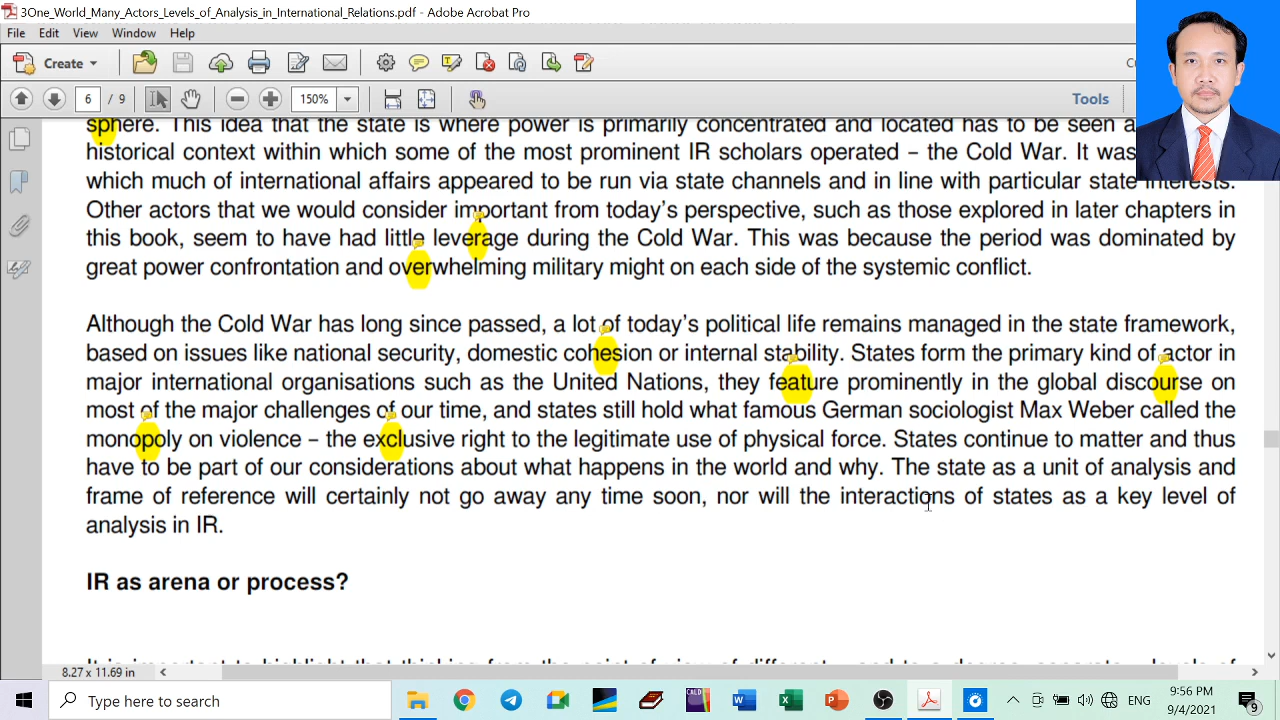 3One_World_Many_Actors_Levels_of_Analysis_in_International_Relations.pdf - Adobe Acrobat Pro
File Edit View Window Help
Create
6 / 9 150% Tools
sphere. This idea that the state is where power is primarily concentrated and located has to be seen
historical context within which some of the most prominent IR scholars operated – the Cold War. It was
which much of international affairs appeared to be run via state channels and in line with particular state interests.
Other actors that we would consider important from today’s perspective, such as those explored in later chapters in
this book, seem to have had little leverage during the Cold War. This was because the period was dominated by
great power confrontation and overwhelming military might on each side of the systemic conflict.
Although the Cold War has long since passed, a lot of today’s political life remains managed in the state framework,
based on issues like national security, domestic cohesion or internal stability. States form the primary kind of actor in
major international organisations such as the United Nations, they feature prominently in the global discourse on
most of the major challenges of our time, and states still hold what famous German sociologist Max Weber called the
monopoly on violence – the exclusive right to the legitimate use of physical force. States continue to matter and thus
have to be part of our considerations about what happens in the world and why. The state as a unit of analysis and
frame of reference will certainly not go away any time soon, nor will the interactions of states as a key level of
analysis in IR.
IR as arena or process?
8.27 x 11.69 in
Type here to search
CALD
ENG
9:56 PM
9/4/2021
9